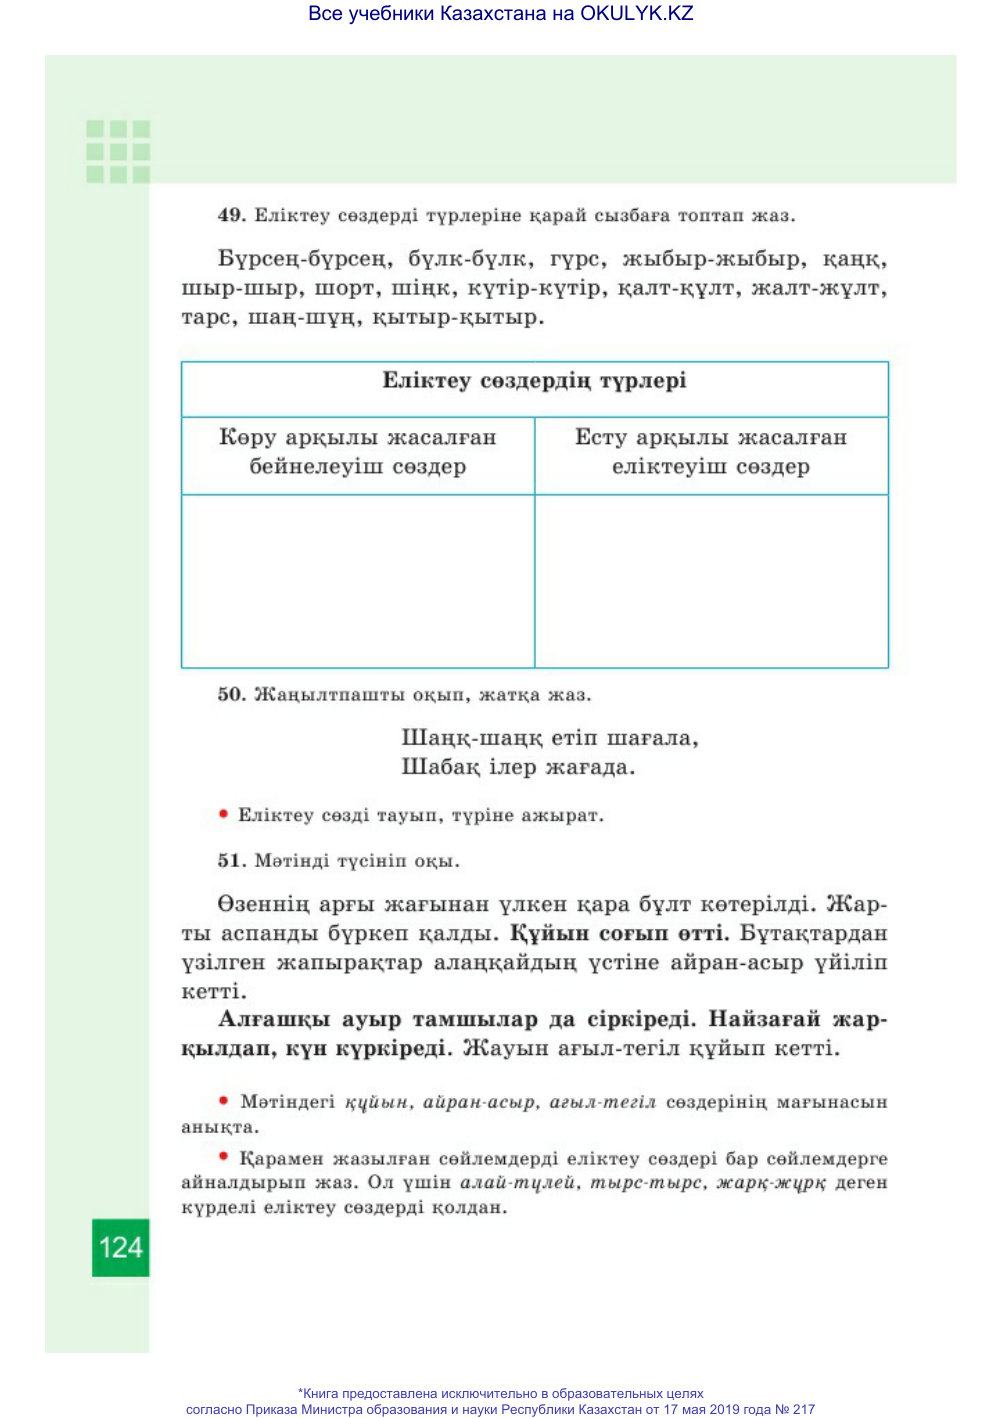 Все учебники Казахстана на OKULYK.KZ
49. Еліктеу сөздерді түрлеріне қарай сызбаға топтап жаз.
Бүрсең-бүрсең, бүлк-бүлк, гүрс, жыбыр-жыбыр, қаңқ,
шыр-шыр, шорт, шіңк, күтір-күтір, қалт-құлт, жалт-жұлт,
тарс, шаң-шұң, қытыр-қытыр.
Еліктеу сөздердің түрлері
Көру арқылы жасалған
бейнелеуіш сөздер
Есту арқылы жасалған
еліктеуіш сөздер
50. Жаңылтпашты оқып, жатқа жаз.
Шаңқ-шаңқ етіп шағала,
Шабақ ілер жағада.
• Еліктеу сөзді тауып, түріне ажырат.
51. Мәтінді түсініп оқы.
Өзеннің арғы жағынан үлкен қара бұлт көтерілді. Жар-
ты аспанды бүркеп қалды. Құйын соғып өтті. Бұтақтардан
үзілген жапырақтар алаңқайдың үстіне айран-асыр үйіліп
кетті.
Алғашқы ауыр тамшылар да сіркіреді. Найзағай жар-
қылдап, күн күркіреді. Жауын ағыл-тегіл құйып кетті.
• Мәтіндегі құйын, айран-асыр, ағыл-тегіл сөздерінің мағынасын
анықта.
• Қарамен жазылған сөйлемдерді еліктеу сөздері бар сөйлемдерге
айналдырып жаз. Ол үшін алай-түлей, тырс-тырс, жарқ-жұрқ деген
күрделі еліктеу сөздерді қолдан.
124
*Книга предоставлена исключительно в образовательных целях
согласно Приказа Министра образования и науки Республики Казахстан от 17 мая 2019 года № 217